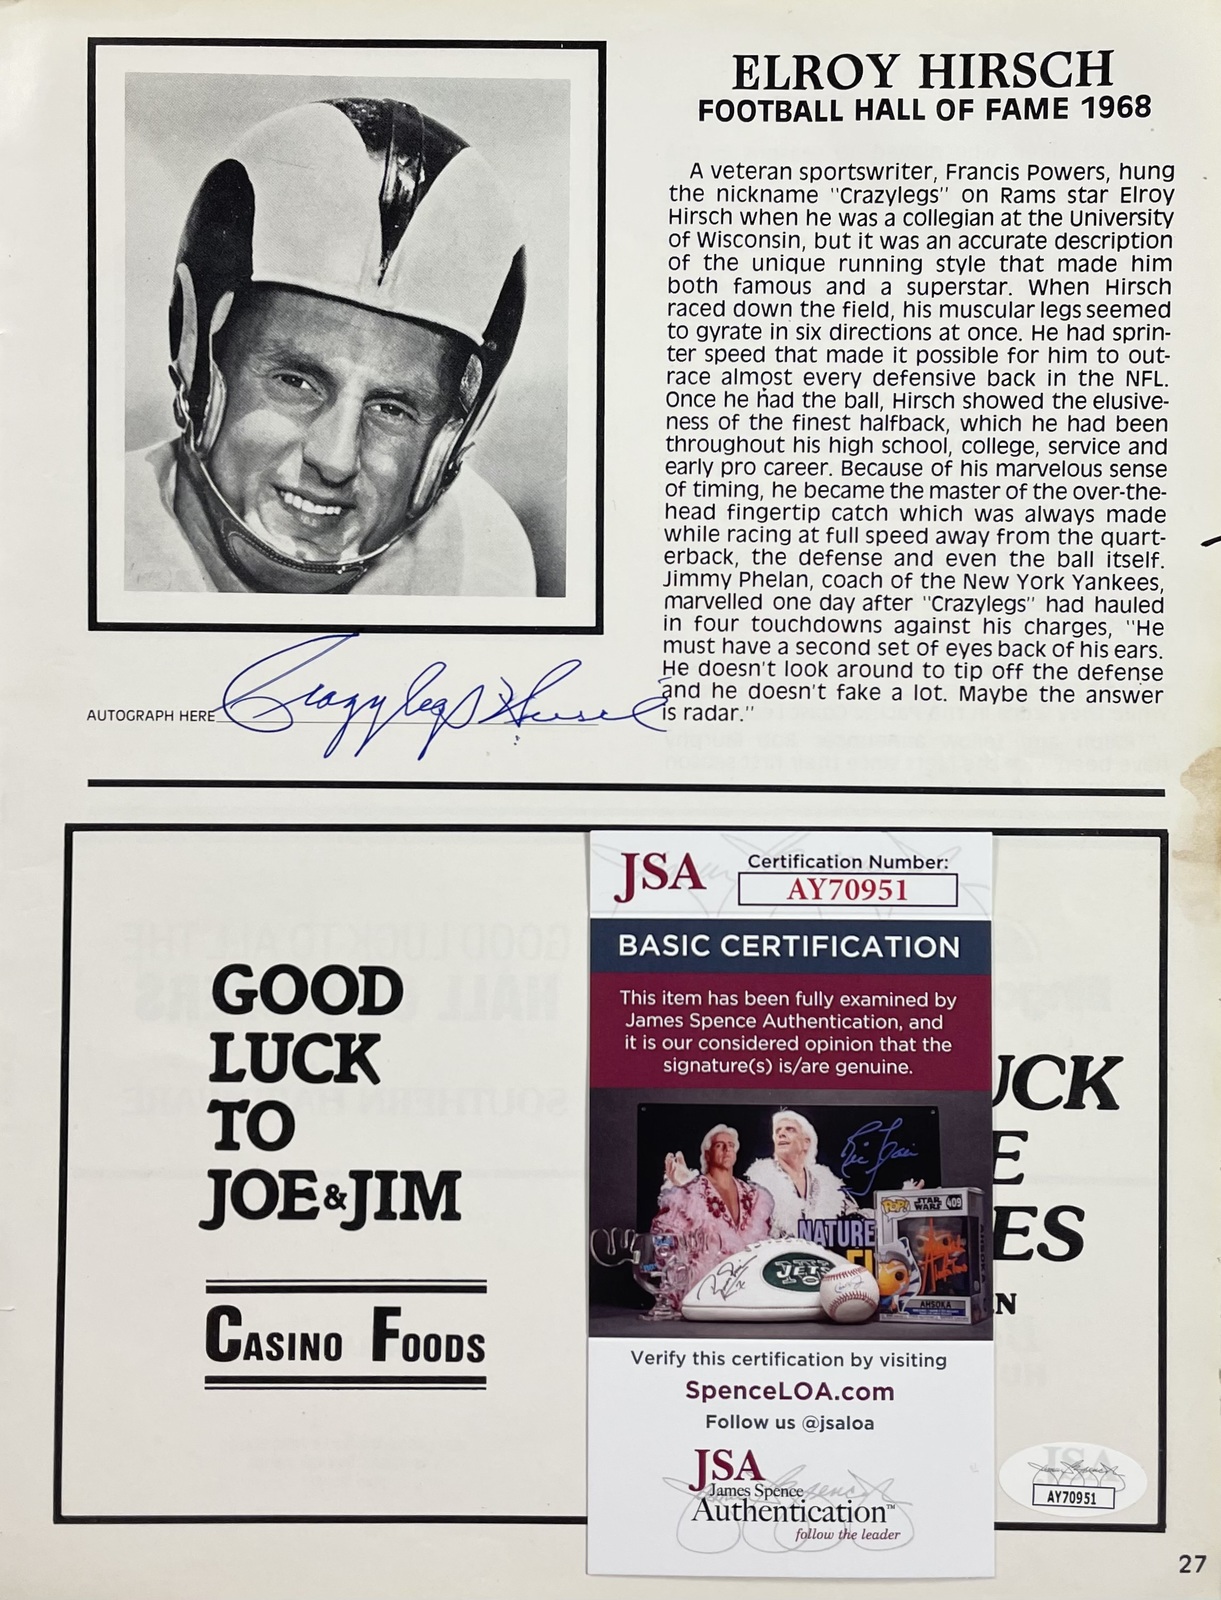 ELROY HIRSCH
FOOTBALL HALL OF FAME 1968
A veteran sportswriter, Francis Powers, hung
the nickname "Crazylegs" on Rams star Elroy
Hirsch when he was a collegian at the University
of Wisconsin, but it was an accurate description
of the unique running style that made him
both famous and a superstar. When Hirsch
raced down the field, his muscular legs seemed
to gyrate in six directions at once. He had sprin-
ter speed that made it possible for him to out-
race almost every defensive back in the NFL.
Once he had the ball, Hirsch showed the elusive-
ness of the finest halfback, which he had been
throughout his high school, college, service and
early pro career. Because of his marvelous sense
of timing, he became the master of the over-the-
head fingertip catch which was always made
while racing at full speed away from the quart-
erback, the defense and even the ball itself.
Jimmy Phelan, coach of the New York Yankees,
marvelled one day after "Crazylegs" had hauled
in four touchdowns against his charges, "He
must have a second set of eyes back of his ears.
He doesn't look around to tip off the defense
and he doesn't fake a lot. Maybe the answer
is radar."
AUTOGRAPH HERE
Crazylegs Hirsch
GOOD
LUCK
TO
JOE & JIM
CASINO FOODS
JSA
Certification Number:
AY70951
BASIC CERTIFICATION
This item has been fully examined by
James Spence Authentication, and
it is our considered opinion that the
signature(s) is/are genuine.
Ric Flair
NATURE
JETS
POP!
STAR WARS
409
AHSOKA
Verify this certification by visiting
SpenceLOA.com
Follow us @jsaloa
JSA
James Spence
Authentication™
follow the leader
UCK
E
ES
N
JSA
AY70951
27